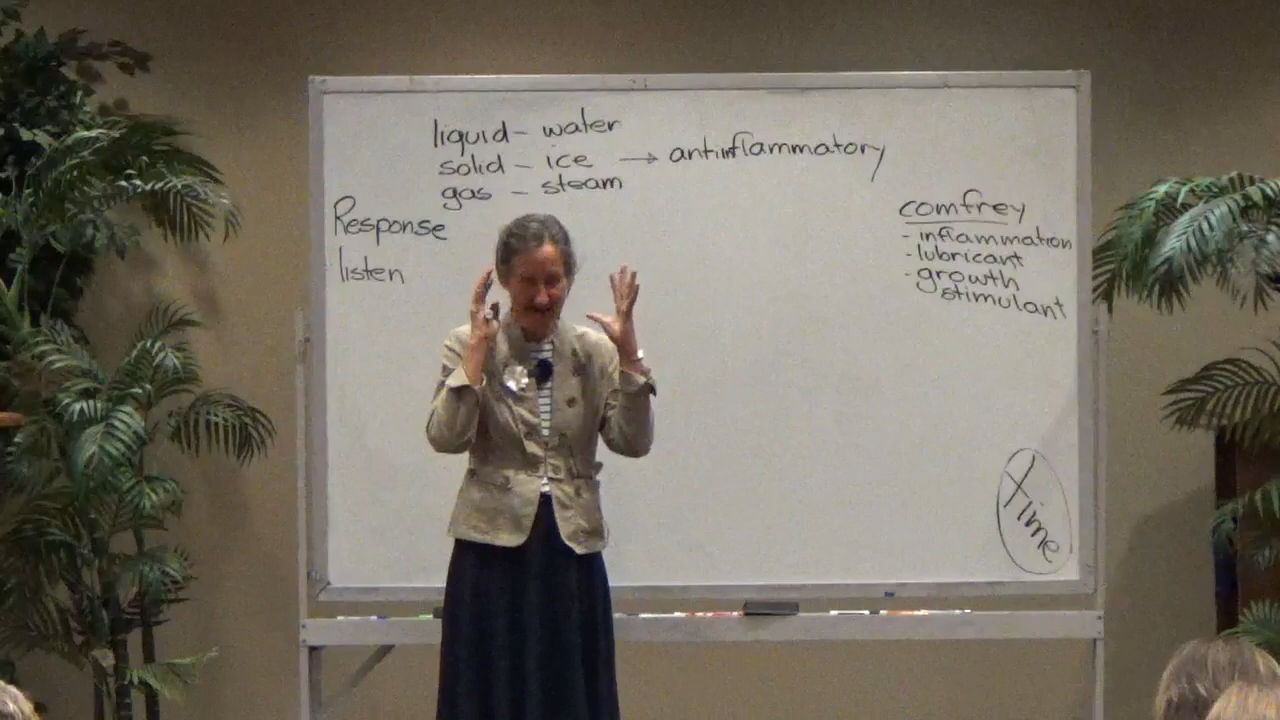 liquid - water
solid - ice → antiinflammatory
gas - steam
Response
listen
comfrey
- inflammation
- lubricant
- growth
stimulant
time